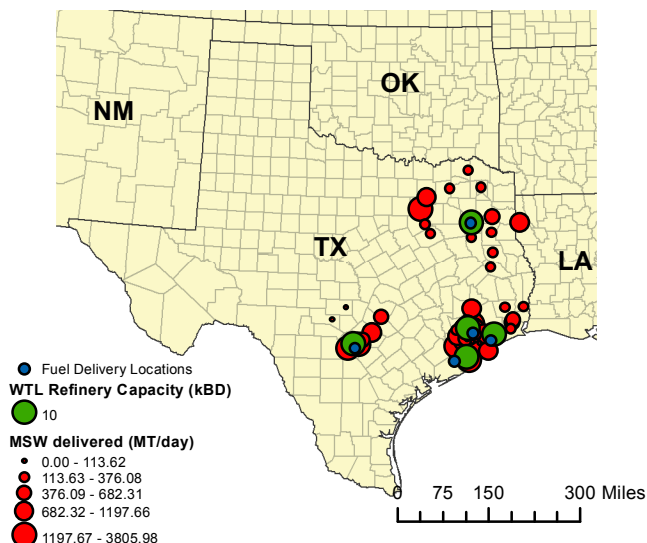 OK
NM
TX
LA
Fuel Delivery Locations
WTL Refinery Capacity (kBD)
10
MSW delivered (MT/day)
0.00 - 113.62
113.63 - 376.08
376.09 - 682.31
682.32 - 1197.66
1197.67 - 3805.98
0 75 150 300 Miles